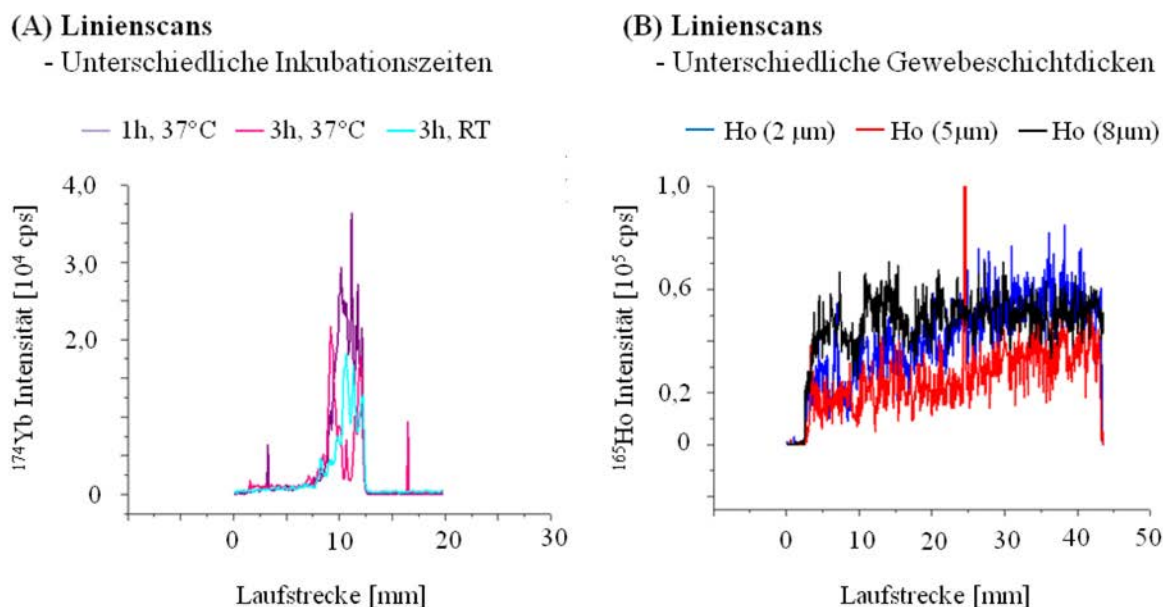 (A) Linienscans
- Unterschiedliche Inkubationszeiten
1h, 37°C 3h, 37°C 3h, RT
4,0
3,0
2,0
0
¹⁷⁴Yb Intensität [10⁴ cps]
0 10 20 30
Laufstrecke [mm]
(B) Linienscans
- Unterschiedliche Gewebeschichtdicken
Ho (2 µm) Ho (5µm) Ho (8µm)
1,0
0,6
0,2
0
¹⁶⁵Ho Intensität [10⁵ cps]
0 10 20 30 40 50
Laufstrecke [mm]